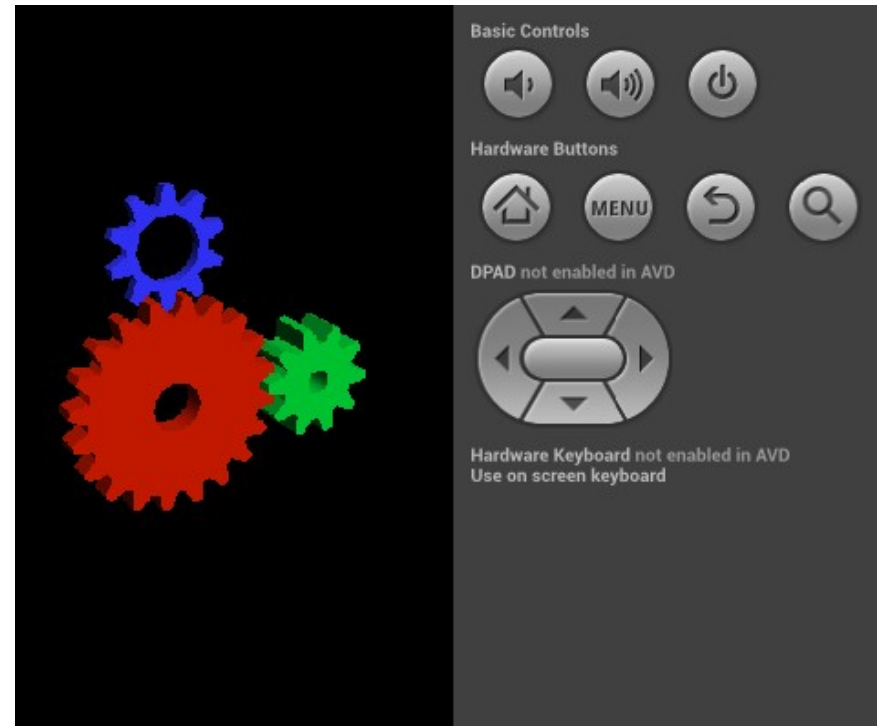 Basic Controls
Hardware Buttons
MENU
DPAD not enabled in AVD
Hardware Keyboard not enabled in AVD
Use on screen keyboard